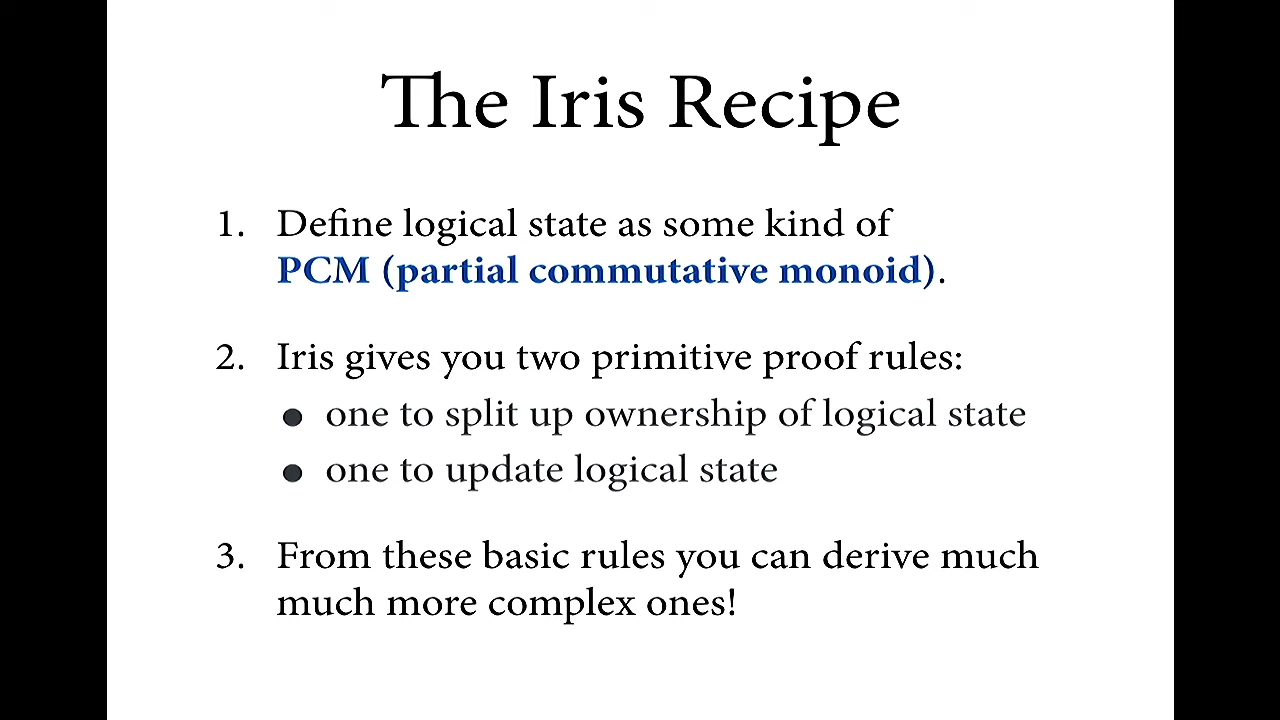 The Iris Recipe
1. Define logical state as some kind of
PCM (partial commutative monoid).
2. Iris gives you two primitive proof rules:
● one to split up ownership of logical state
● one to update logical state
3. From these basic rules you can derive much
much more complex ones!